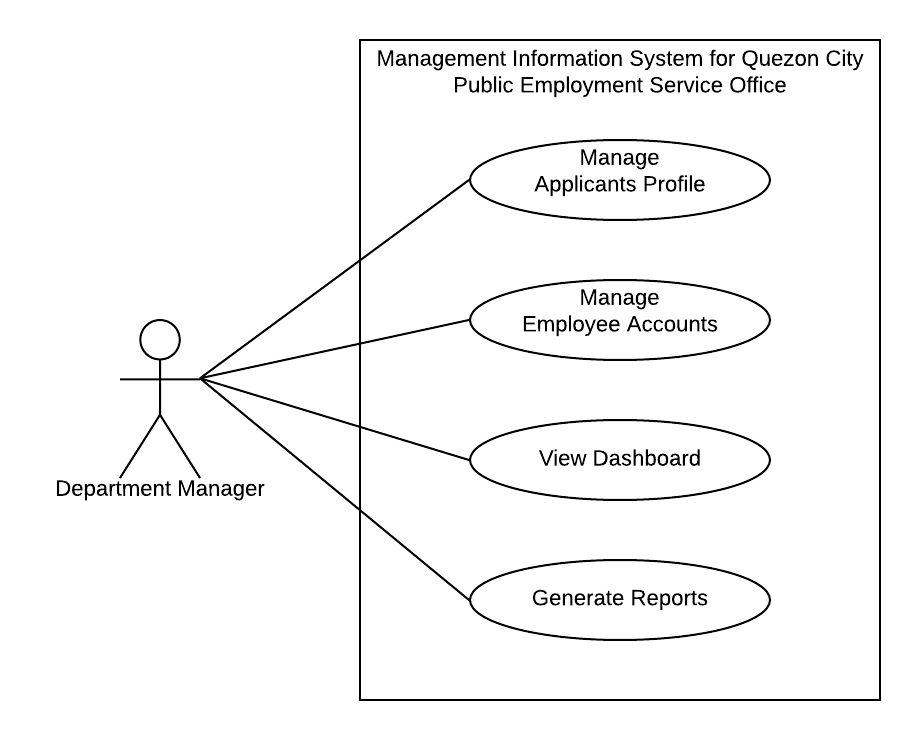 Management Information System for Quezon City
Public Employment Service Office
Manage
Applicants Profile
Manage
Employee Accounts
View Dashboard
Generate Reports
Department Manager